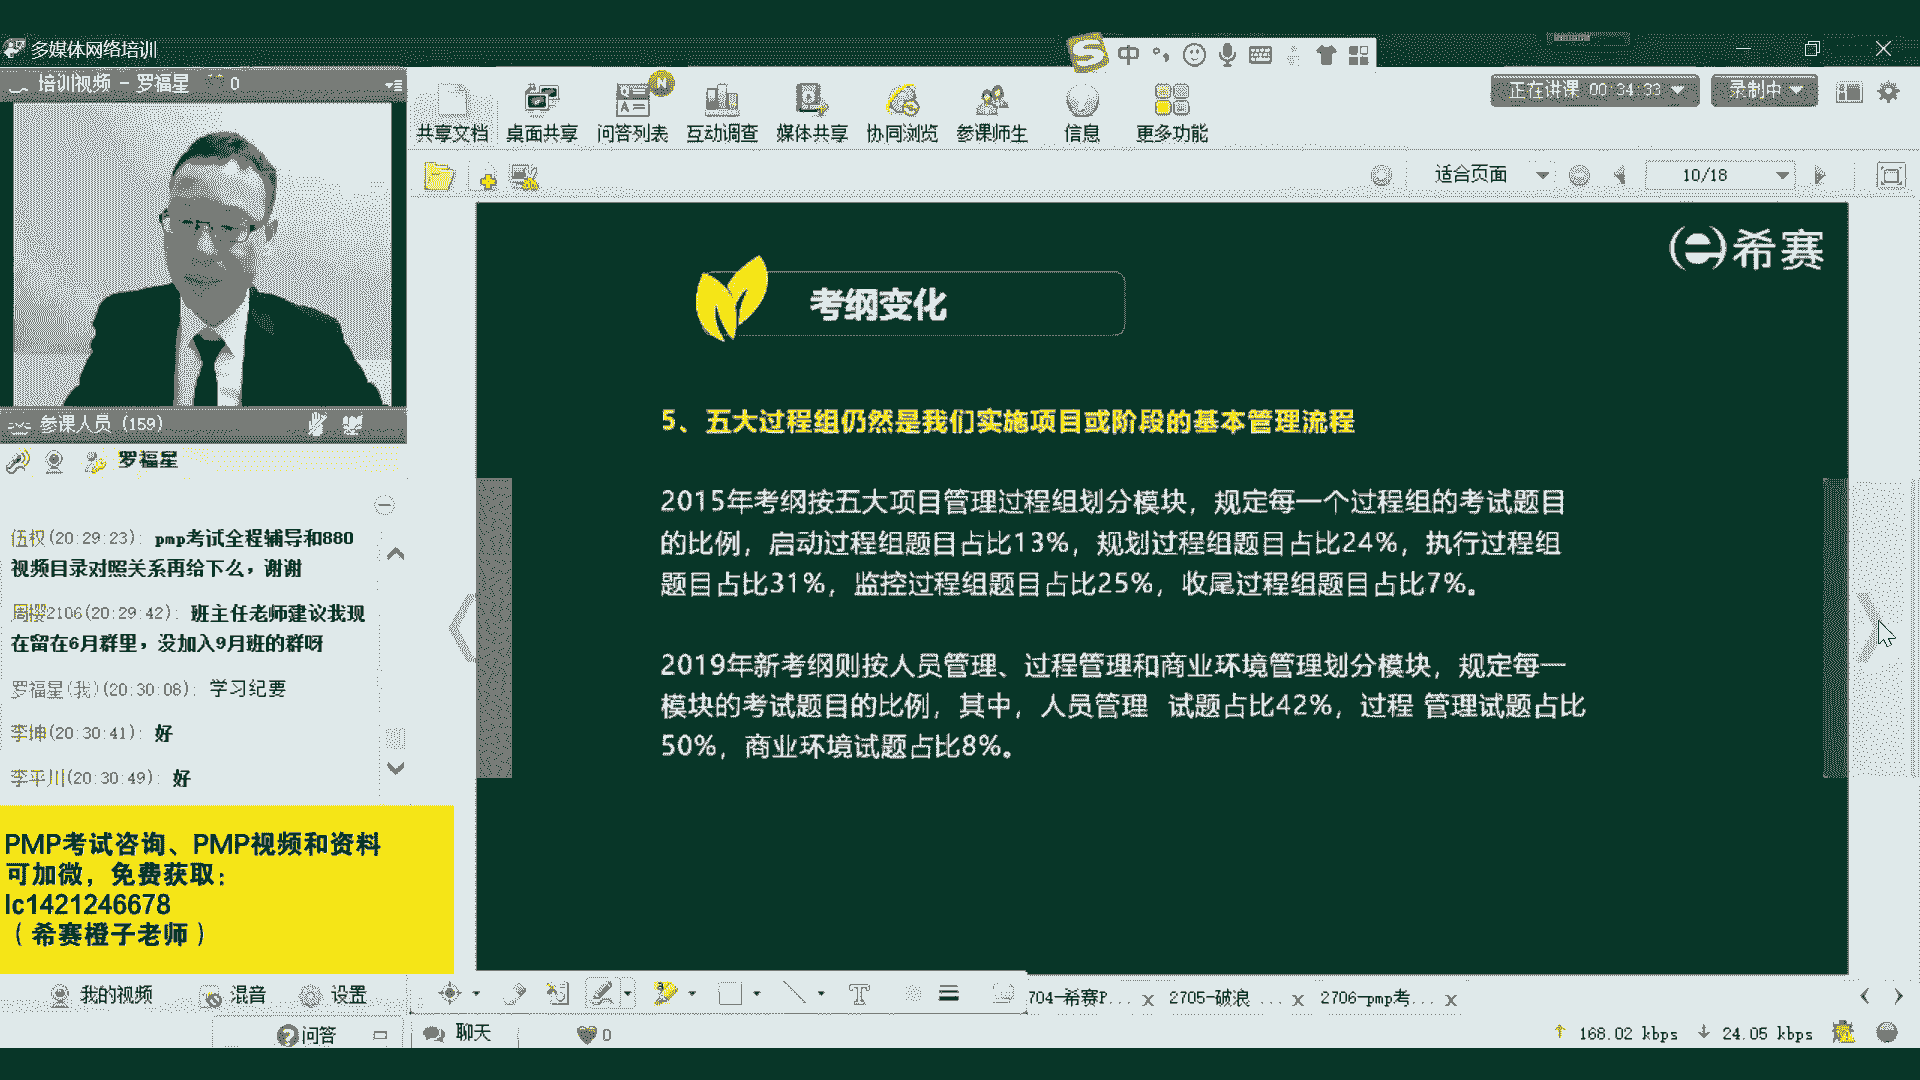 多媒体网络培训
中
培训视频 - 罗福星 0
共享文档 桌面共享 问答列表 互动调查 媒体共享 协同浏览 参课师生 信息 更多功能
正在讲课 00:34:33 录制中
适合页面 10/18
希赛
考纲变化
5、五大过程组仍然是我们实施项目或阶段的基本管理流程
2015年考纲按五大项目管理过程组划分模块，规定每一个过程组的考试题目
的比例，启动过程组题目占比13%，规划过程组题目占比24%，执行过程组
题目占比31%，监控过程组题目占比25%，收尾过程组题目占比7%。
2019年新考纲则按人员管理、过程管理和商业环境管理划分模块，规定每一
模块的考试题目的比例，其中，人员管理 试题占比42%，过程 管理试题占比
50%，商业环境试题占比8%。
参课人员 (159)
罗福星
伍权(20:29:23): pmp考试全程辅导和880
视频目录对照关系再给下么，谢谢
周樱2106(20:29:42): 班主任老师建议我现
在留在6月群里，没加入9月班的群呀
罗福星(我)(20:30:08): 学习纪要
李坤(20:30:41): 好
李平川(20:30:49): 好
PMP考试咨询、PMP视频和资料
可加微，免费获取：
lc1421246678
（希赛橙子老师）
我的视频 混音 设置
704-希赛P... x 2705-破浪 ... x 2706-pmp考... x
问答 聊天 0
168.02 kbps 24.05 kbps